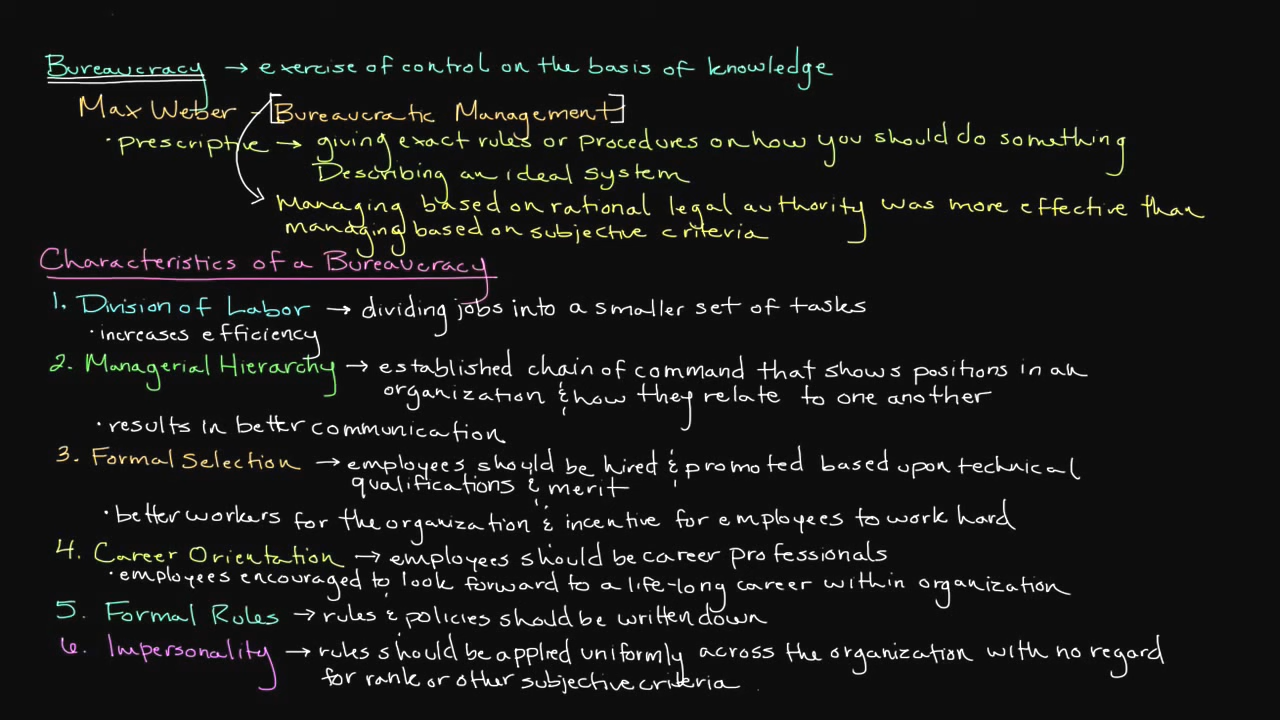 Bureaucracy → exercise of control on the basis of knowledge
Max Weber - [Bureaucratic Management]
· prescriptive → giving exact rules or procedures on how you should do something
Describing an ideal system
Managing based on rational legal authority was more effective than
managing based on subjective criteria
Characteristics of a Bureaucracy
1. Division of Labor → dividing jobs into a smaller set of tasks
· increases efficiency
2. Managerial Hierarchy → established chain of command that shows positions in an
organization & how they relate to one another
· results in better communication
3. Formal Selection → employees should be hired & promoted based upon technical
qualifications & merit
· better workers for the organization & incentive for employees to work hard
4. Career Orientation → employees should be career professionals
· employees encouraged to look forward to a life-long career within organization
5. Formal Rules → rules & policies should be written down
6. Impersonality → rules should be applied uniformly across the organization with no regard
for rank or other subjective criteria